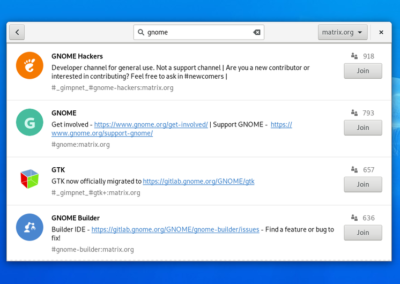 gnome
matrix.org
GNOME Hackers
918
Developer channel for general use. Not a support channel | Are you a new contributor or
interested in contributing? Feel free to ask in #newcomers |
Join
#_gimpnet_#gnome-hackers:matrix.org
G
GNOME
793
Get involved - https://www.gnome.org/get-involved/ | Support GNOME - https://
www.gnome.org/support-gnome/
Join
#gnome:matrix.org
GTK
657
GTK now officially migrated to https://gitlab.gnome.org/GNOME/gtk
Join
#_gimpnet_#gtk+:matrix.org
GNOME Builder
636
Builder IDE - https://gitlab.gnome.org/GNOME/gnome-builder/issues - Find a feature or bug to
fix!
Join
#gnome-builder:matrix.org